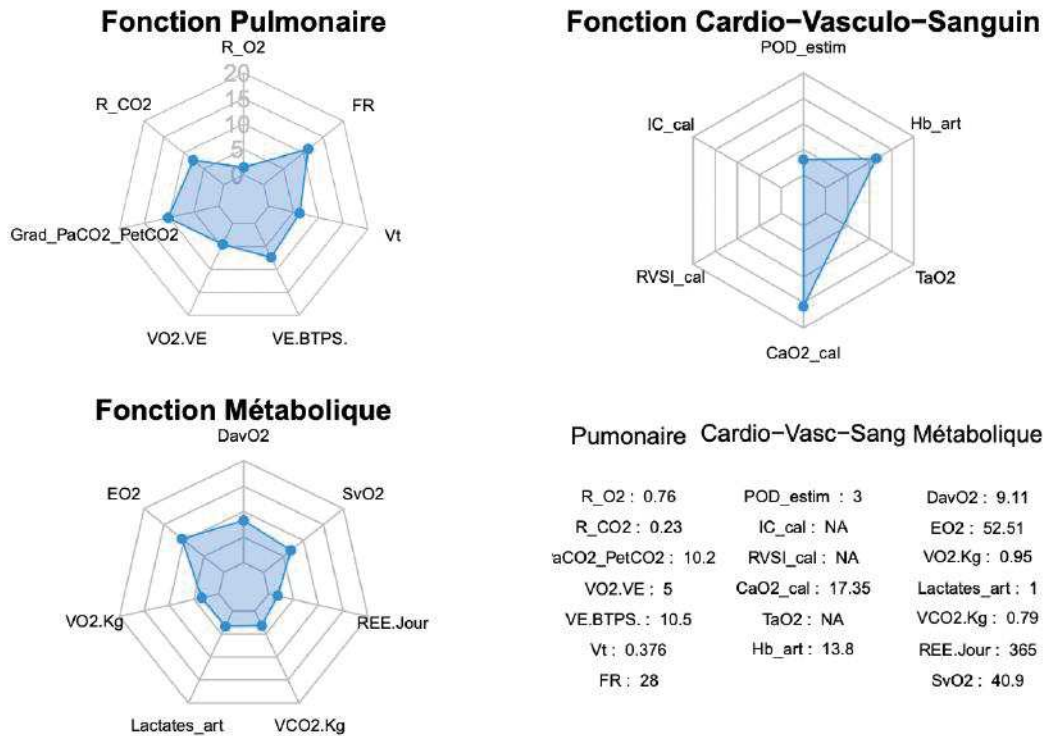 Fonction Pulmonaire
R_O2
20
15
10
5
0
FR
Vt
VE.BTPS.
VO2.VE
Grad_PaCO2_PetCO2
R_CO2
Fonction Cardio−Vasculo−Sanguin
POD_estim
Hb_art
TaO2
CaO2_cal
RVSI_cal
IC_cal
Fonction Métabolique
DavO2
SvO2
REE.Jour
VCO2.Kg
Lactates_art
VO2.Kg
EO2
Pumonaire
R_O2 : 0.76
R_CO2 : 0.23
aCO2_PetCO2 : 10.2
VO2.VE : 5
VE.BTPS. : 10.5
Vt : 0.376
FR : 28
Cardio−Vasc−Sang
POD_estim : 3
IC_cal : NA
RVSI_cal : NA
CaO2_cal : 17.35
TaO2 : NA
Hb_art : 13.8
Métabolique
DavO2 : 9.11
EO2 : 52.51
VO2.Kg : 0.95
Lactates_art : 1
VCO2.Kg : 0.79
REE.Jour : 365
SvO2 : 40.9